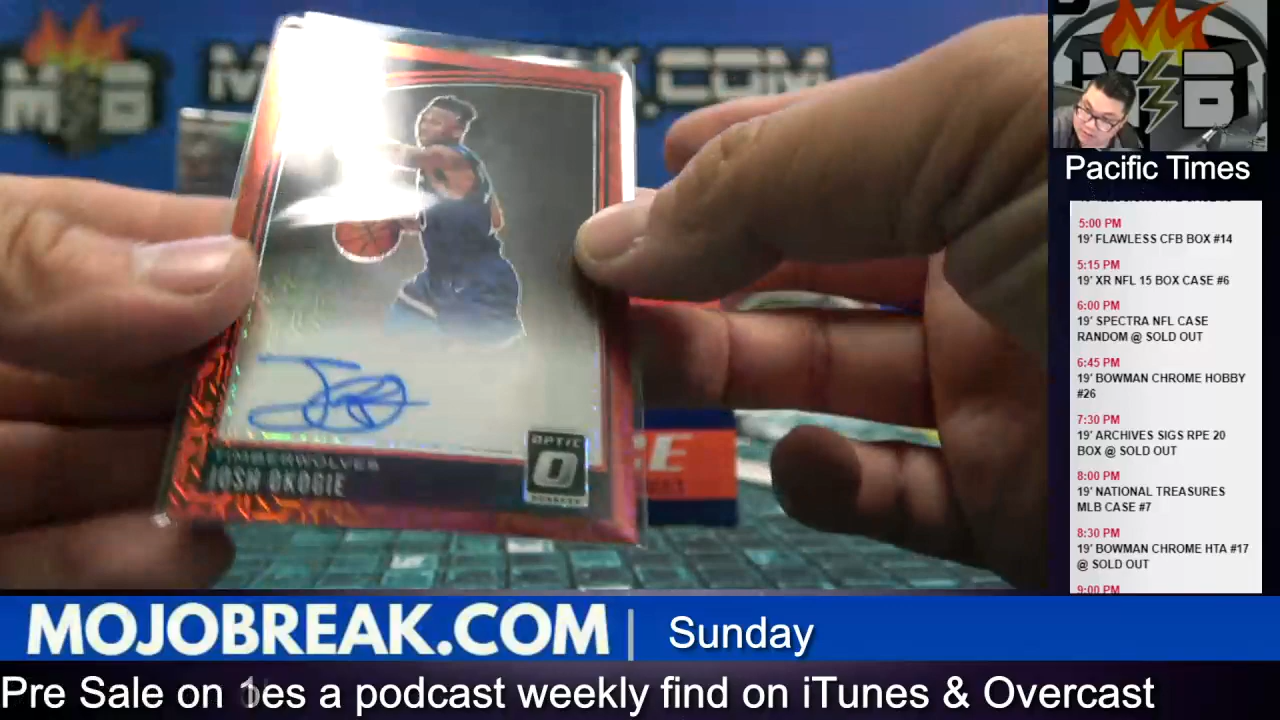 M B
Pacific Times
5:00 PM
19' FLAWLESS CFB BOX #14
5:15 PM
19' XR NFL 15 BOX CASE #6
6:00 PM
19' SPECTRA NFL CASE
RANDOM @ SOLD OUT
6:45 PM
19' BOWMAN CHROME HOBBY
#26
7:30 PM
19' ARCHIVES SIGS RPE 20
BOX @ SOLD OUT
8:00 PM
19' NATIONAL TREASURES
MLB CASE #7
8:30 PM
19' BOWMAN CHROME HTA #17
@ SOLD OUT
9:00 PM
OPTIC
TIMBERWOLVES
JOSH OKOGIE
DONRUSS
MOJOBREAK.COM | Sunday
Pre Sale on es a podcast weekly find on iTunes & Overcast